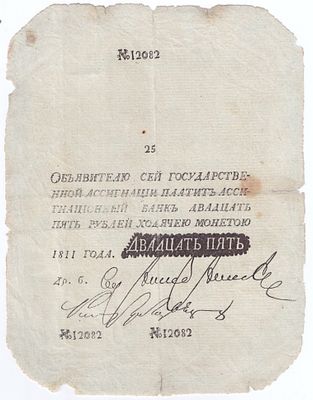 №12082
25
Объявителю сей государстве-
нной ассигнаціи платитъ асси-
гнаціонный банкъ двадцать
пять рублей ходячею монетою
1811 года. ДВАДЦАТЬ ПЯТЬ
№12082 №12082